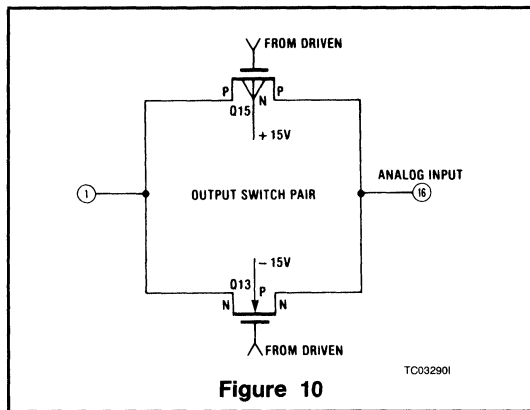 FROM DRIVEN
P
N
P
Q15
+ 15V
ANALOG INPUT
1
OUTPUT SWITCH PAIR
16
- 15V
Q13
P
N
N
FROM DRIVEN
TC03290I
Figure 10